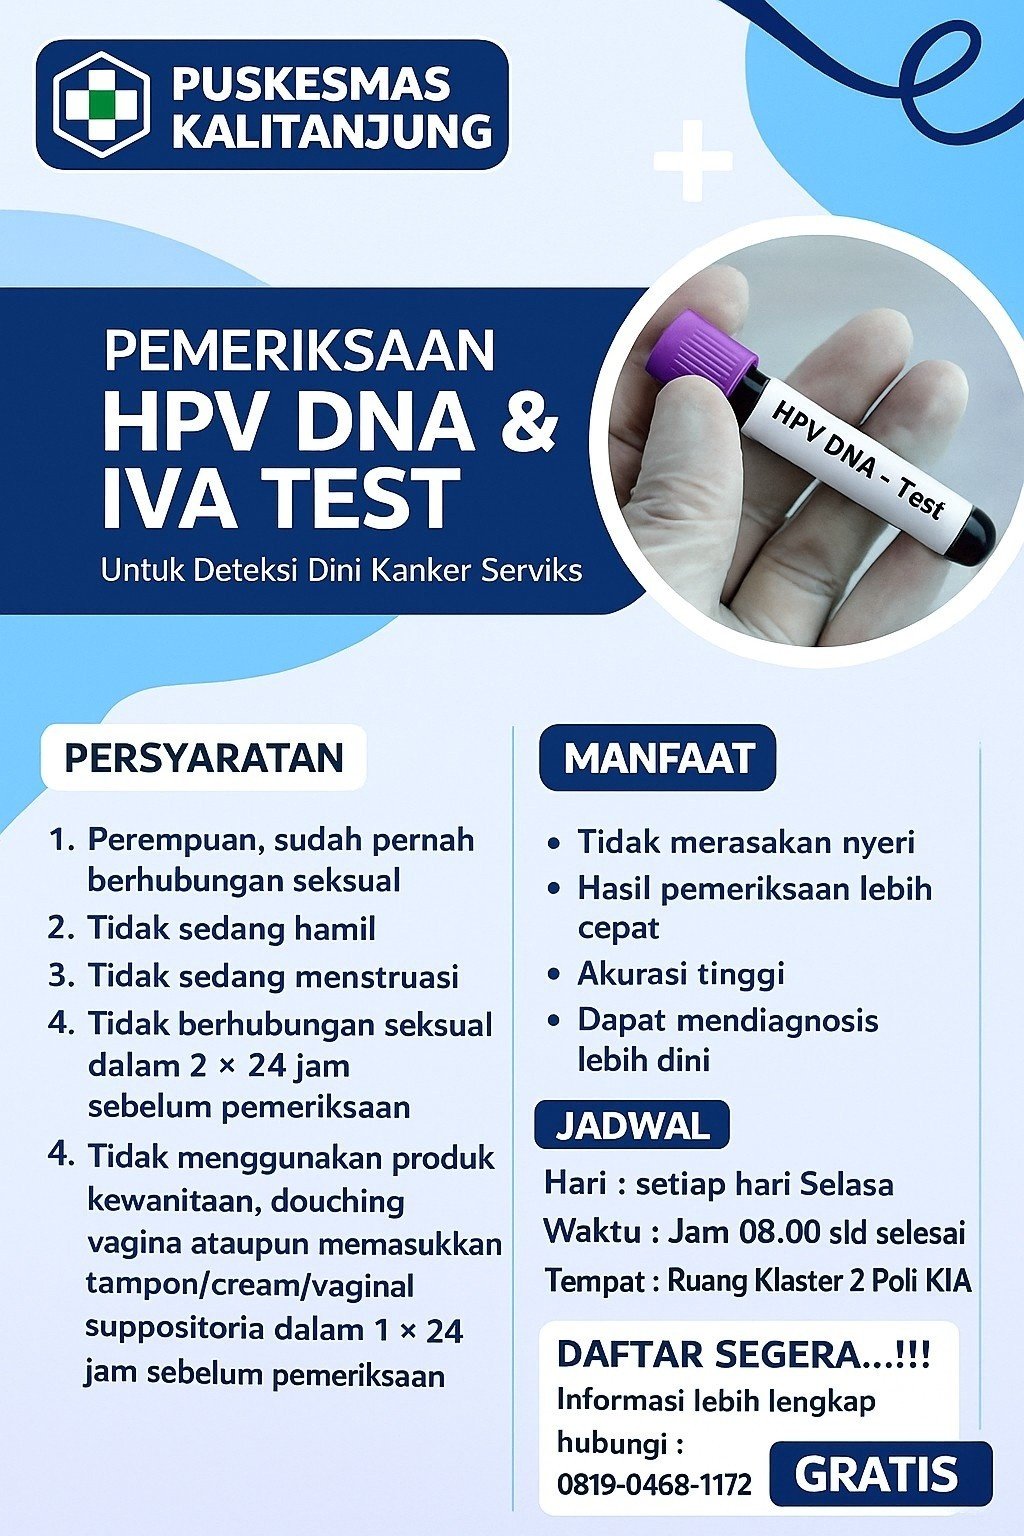 PUSKESMAS
KALITANJUNG
PEMERIKSAAN
HPV DNA &
IVA TEST
Untuk Deteksi Dini Kanker Serviks
HPV DNA - Test
PERSYARATAN
1. Perempuan, sudah pernah
berhubungan seksual
2. Tidak sedang hamil
3. Tidak sedang menstruasi
4. Tidak berhubungan seksual
dalam 2 × 24 jam
sebelum pemeriksaan
4. Tidak menggunakan produk
kewanitaan, douching
vagina ataupun memasukkan
tampon/cream/vaginal
suppositoria dalam 1 × 24
jam sebelum pemeriksaan
MANFAAT
• Tidak merasakan nyeri
• Hasil pemeriksaan lebih
cepat
• Akurasi tinggi
• Dapat mendiagnosis
lebih dini
JADWAL
Hari : setiap hari Selasa
Waktu : Jam 08.00 sld selesai
Tempat : Ruang Klaster 2 Poli KIA
DAFTAR SEGERA...!!!
Informasi lebih lengkap
hubungi :
0819-0468-1172
GRATIS